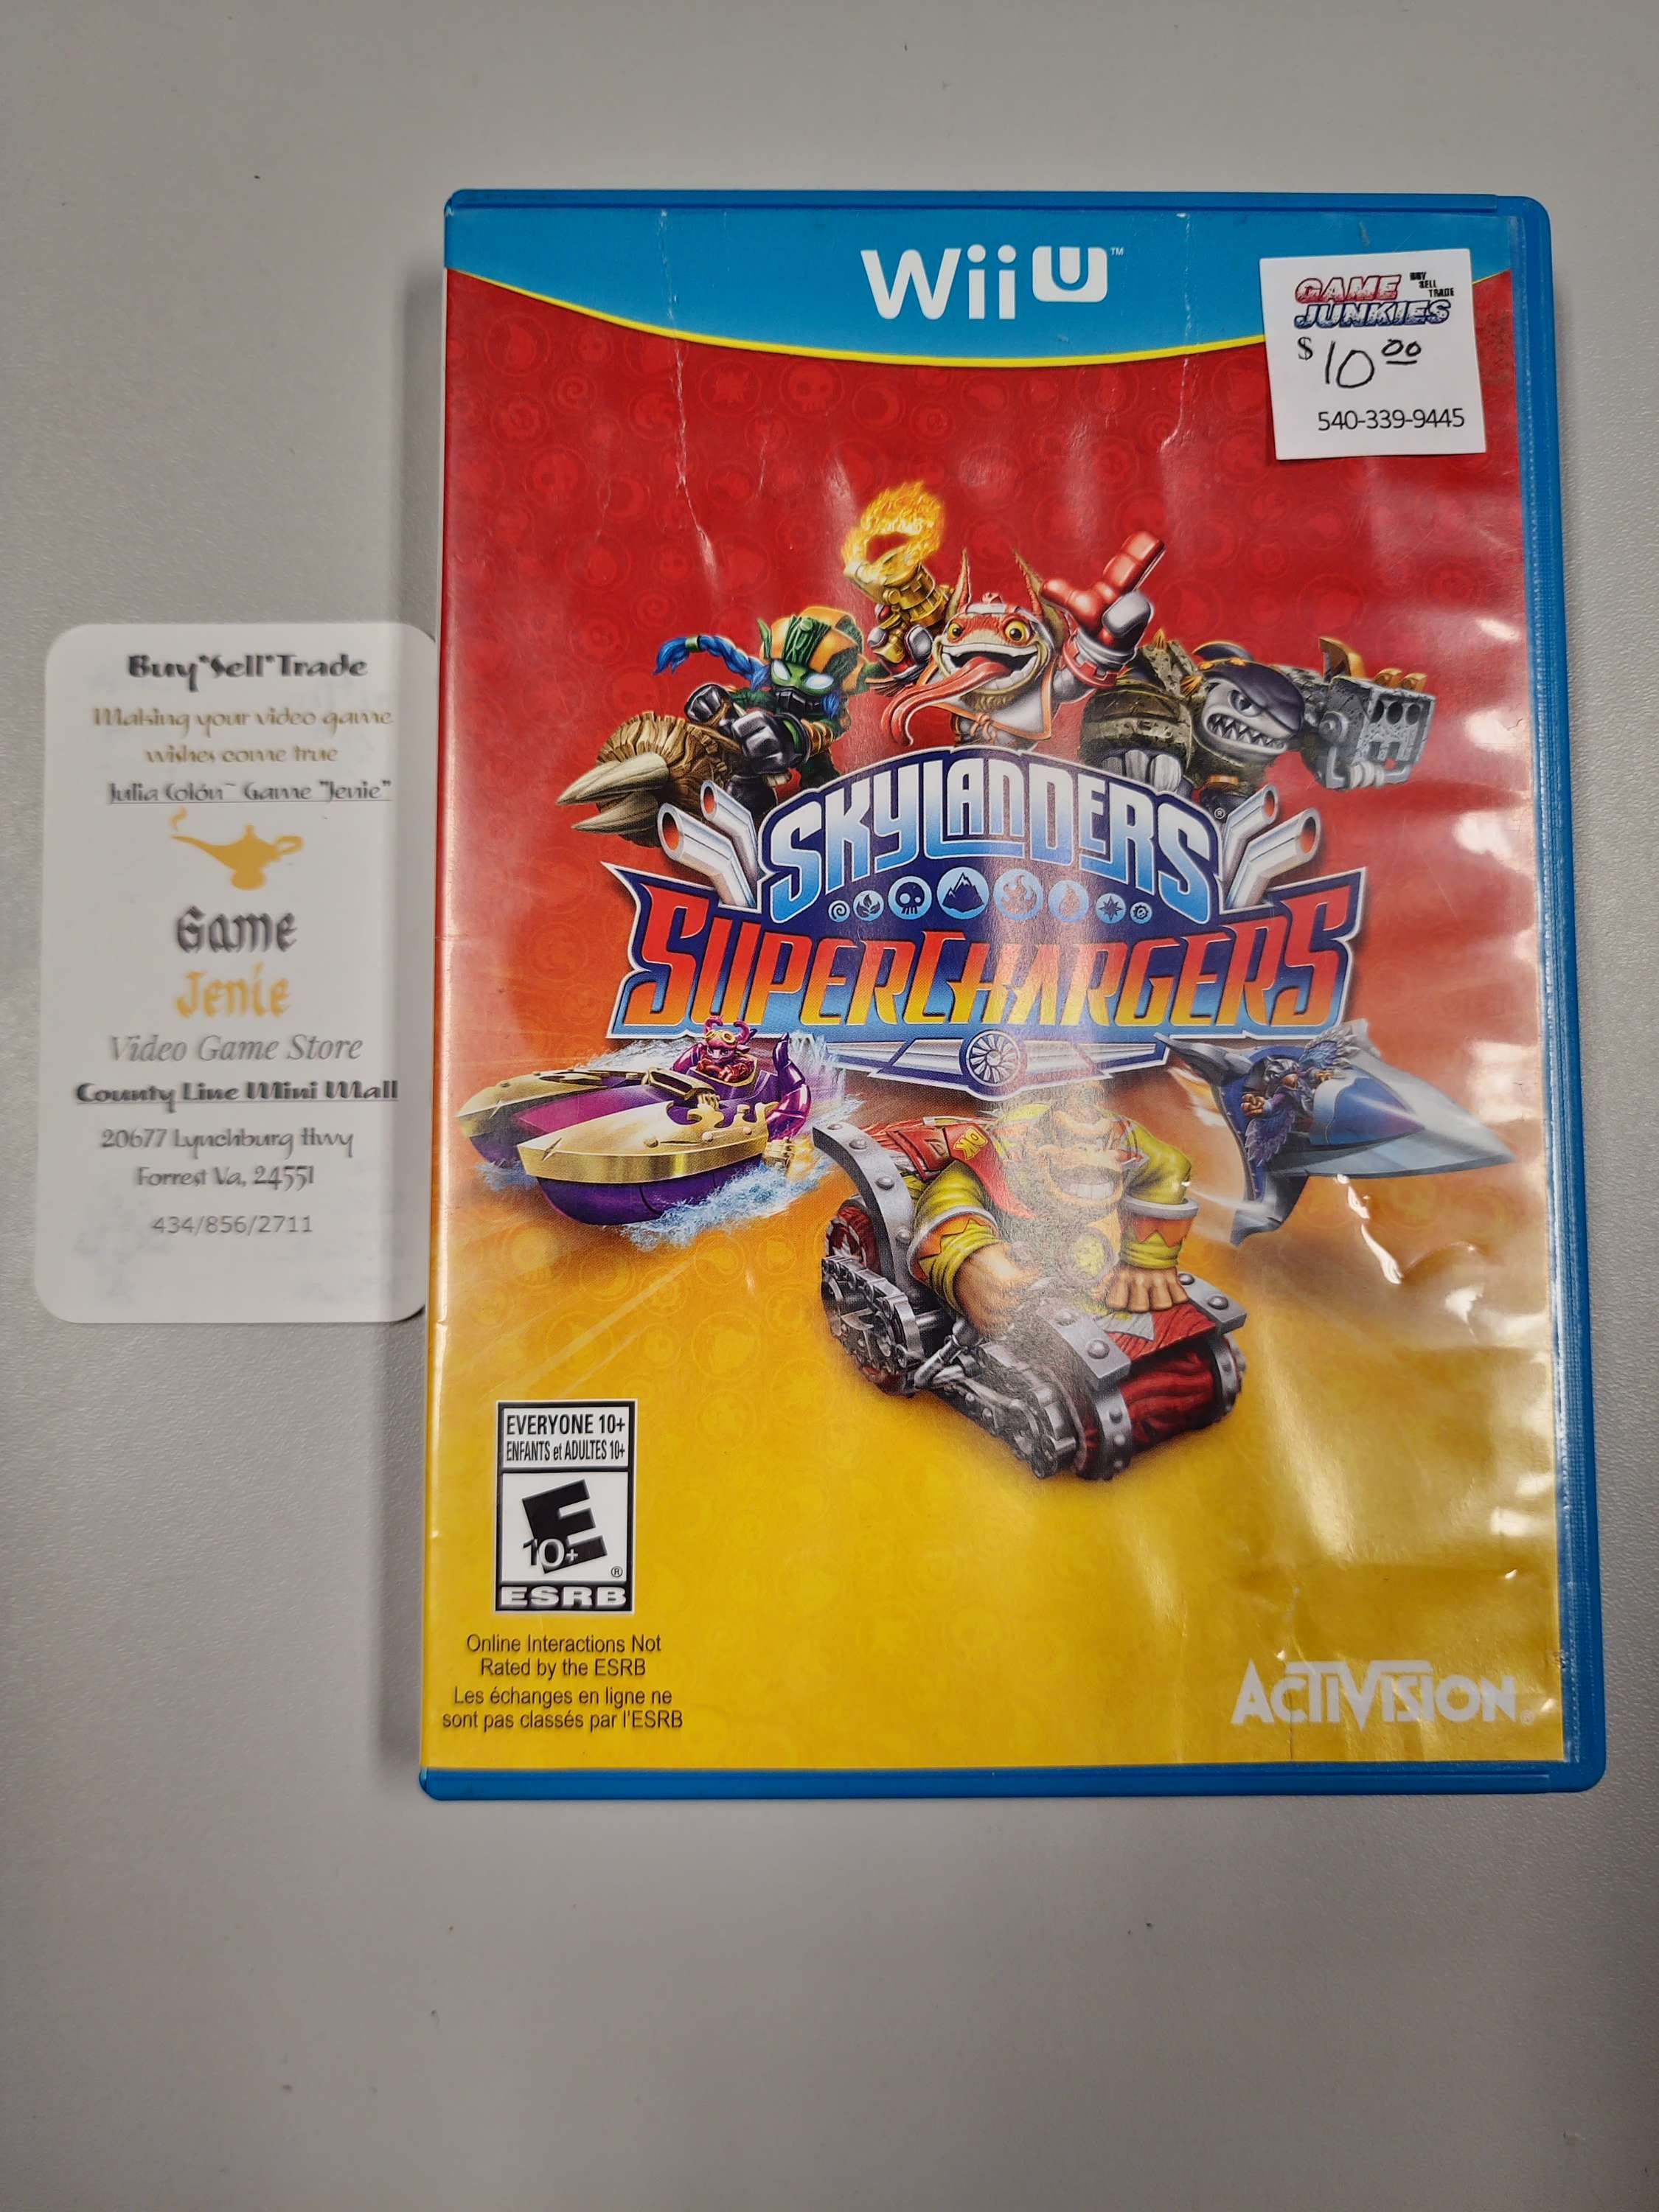 Buy*Sell*Trade
Making your video game
wishes come true
Julia Colón~ Game "Jenie"
Game
Jenie
Video Game Store
County Line Mini Mall
20677 Lynchburg Hwy
Forrest Va, 24551
434/856/2711
Wii U™
GAME JUNKIES
BUY
SELL
TRADE
$10.00
540-339-9445
SKYLANDERS®
SUPERCHARGERS
DK
EVERYONE 10+
ENFANTS et ADULTES 10+
E
10+
®
ESRB
Online Interactions Not
Rated by the ESRB
Les échanges en ligne ne
sont pas classés par l'ESRB
ACTIVISION®